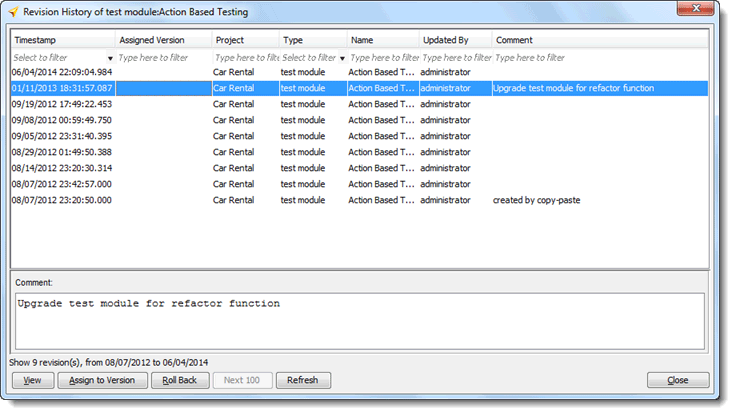 Revision History of test module:Action Based Testing
Timestamp Assigned Version Project Type Name Updated By Comment
Select to filter Type here to filter Type here to filter Select to filter Type here to filter Type here to filter Type here to filter
06/04/2014 22:09:04.984 Car Rental test module Action Based T... administrator
01/11/2013 18:31:57.087 Car Rental test module Action Based T... administrator Upgrade test module for refactor function
09/19/2012 17:49:22.453 Car Rental test module Action Based T... administrator
09/08/2012 00:59:49.750 Car Rental test module Action Based T... administrator
09/05/2012 23:31:40.395 Car Rental test module Action Based T... administrator
08/29/2012 01:49:50.388 Car Rental test module Action Based T... administrator
08/14/2012 23:20:30.314 Car Rental test module Action Based T... administrator
08/07/2012 23:42:57.000 Car Rental test module Action Based T... administrator
08/07/2012 23:20:50.000 Car Rental test module Action Based T... administrator created by copy-paste
Comment:
Upgrade test module for refactor function
Show 9 revision(s), from 08/07/2012 to 06/04/2014
View Assign to Version Roll Back Next 100 Refresh Close